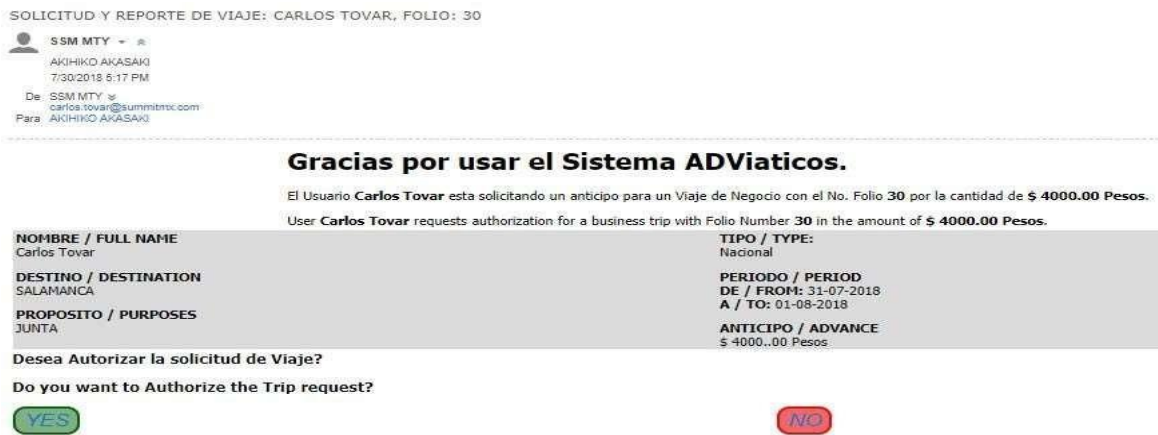 SOLICITUD Y REPORTE DE VIAJE: CARLOS TOVAR, FOLIO: 30
SSM MTY
AKIHIKO AKASAKI
7/30/2018 5:17 PM
De SSM MTY
carlos.tovar@summitmx.com
Para AKIHIKO AKASAKI
Gracias por usar el Sistema ADViaticos.
El Usuario Carlos Tovar esta solicitando un anticipo para un Viaje de Negocio con el No. Folio 30 por la cantidad de $ 4000.00 Pesos.
User Carlos Tovar requests authorization for a business trip with Folio Number 30 in the amount of $ 4000.00 Pesos.
NOMBRE / FULL NAME
Carlos Tovar
DESTINO / DESTINATION
SALAMANCA
PROPOSITO / PURPOSES
JUNTA
TIPO / TYPE:
Nacional
PERIODO / PERIOD
DE / FROM: 31-07-2018
A / TO: 01-08-2018
ANTICIPO / ADVANCE
$ 4000..00 Pesos
Desea Autorizar la solicitud de Viaje?
Do you want to Authorize the Trip request?
YES
NO